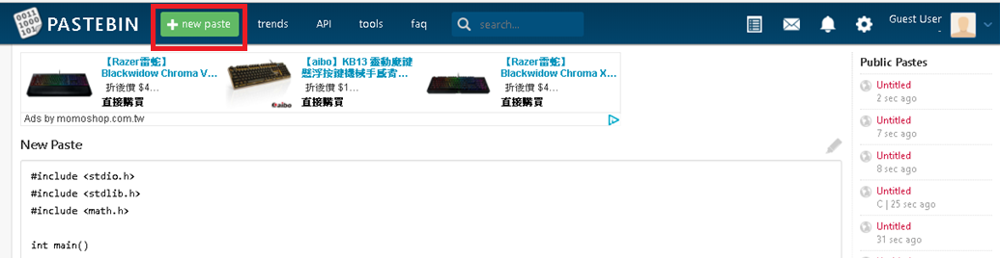 0011
1000
101
PASTEBIN
+ new paste
trends
API
tools
faq
search...
Guest User
-
【Razer雷蛇】
Blackwidow Chroma V...
折後價 $4...
直接購買
【aibo】KB13 靈動魔鍵
懸浮按鍵機械手感青...
折後價 $1...
直接購買
aibo
【Razer雷蛇】
Blackwidow Chroma X...
折後價 $4...
直接購買
Ads by momoshop.com.tw
New Paste
#include <stdio.h>
#include <stdlib.h>
#include <math.h>
int main()
Public Pastes
Untitled
2 sec ago
Untitled
7 sec ago
Untitled
8 sec ago
Untitled
C | 25 sec ago
Untitled
31 sec ago